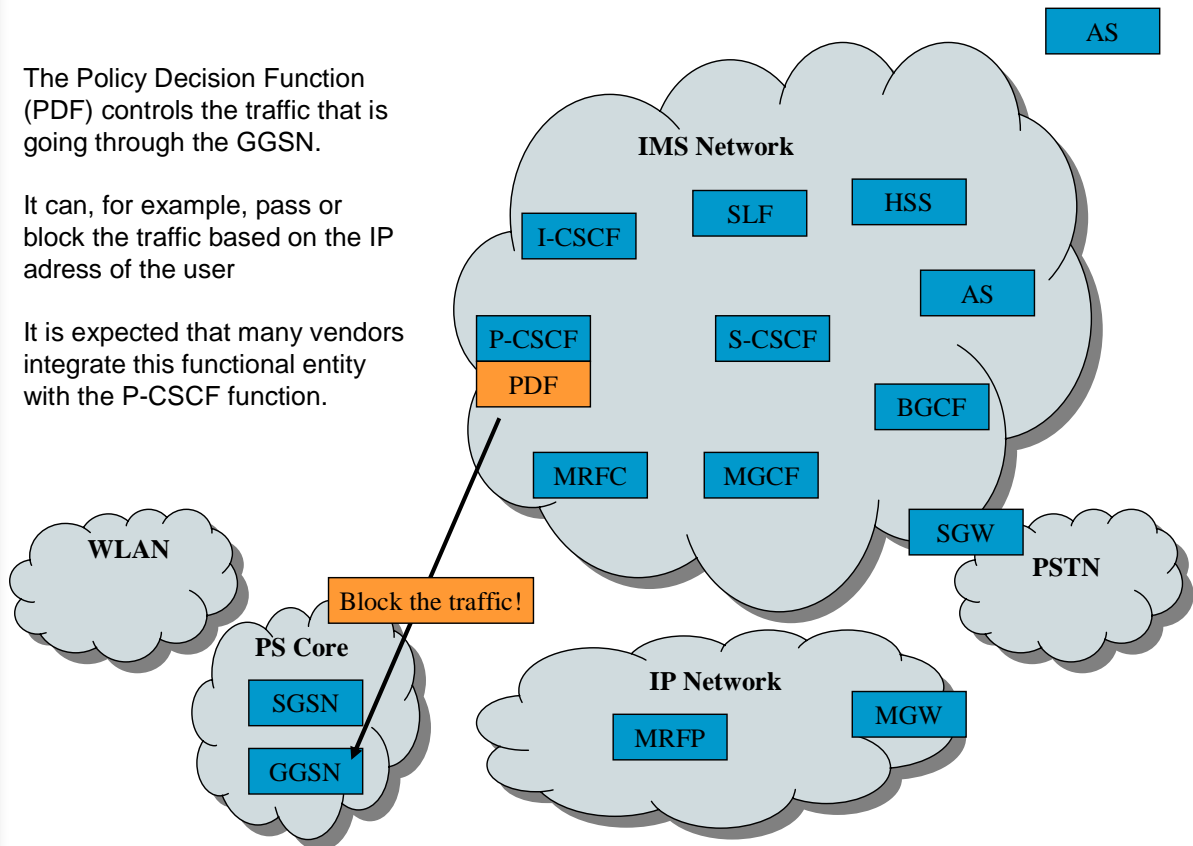 AS
The Policy Decision Function
(PDF) controls the traffic that is
going through the GGSN.
It can, for example, pass or
block the traffic based on the IP
adress of the user
It is expected that many vendors
integrate this functional entity
with the P-CSCF function.
IMS Network
SLF
HSS
I-CSCF
AS
P-CSCF
S-CSCF
PDF
BGCF
MRFC
MGCF
SGW
WLAN
PSTN
Block the traffic!
PS Core
IP Network
SGSN
MGW
MRFP
GGSN